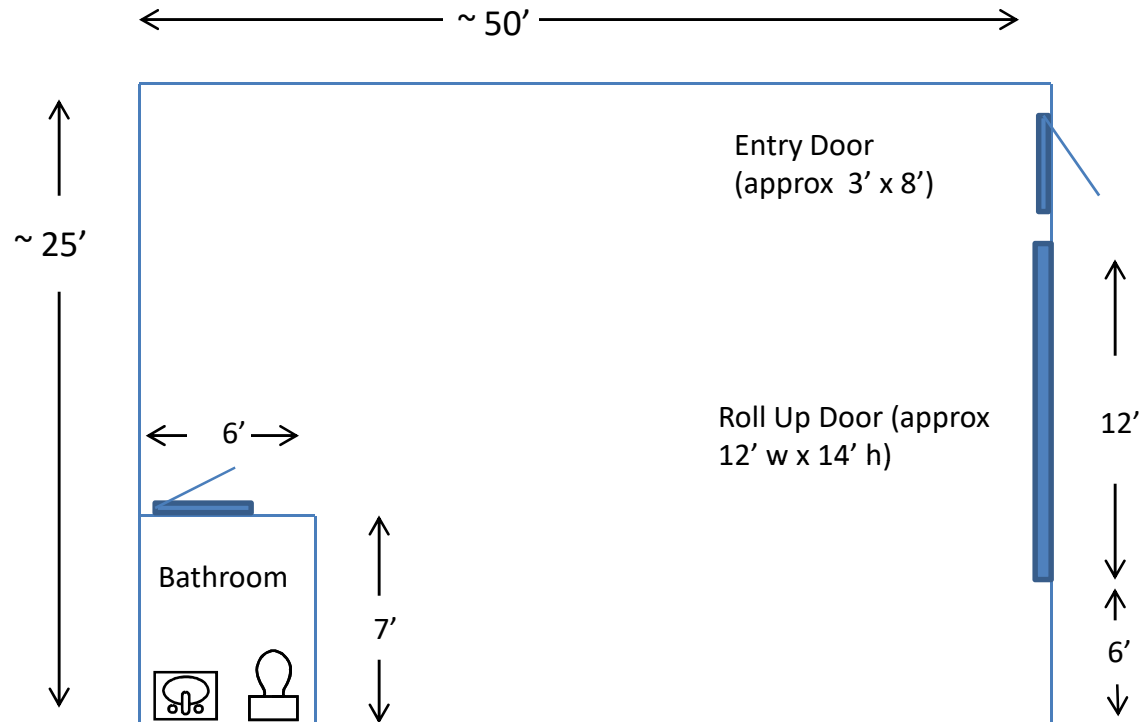 ~ 50’
Entry Door
(approx  3’ x 8’)
~ 25’
Roll Up Door (approx
12’ w x 14’ h)
12’
6’
Bathroom
7’
6’